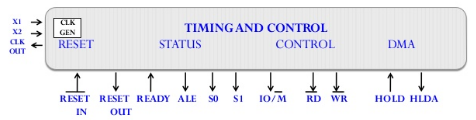 X1
X2
CLK
OUT
CLK
GEN
TIMING AND CONTROL
RESET STATUS CONTROL DMA
RESET RESET READY ALE S0 S1 IO/M RD WR HOLD HLDA
IN OUT